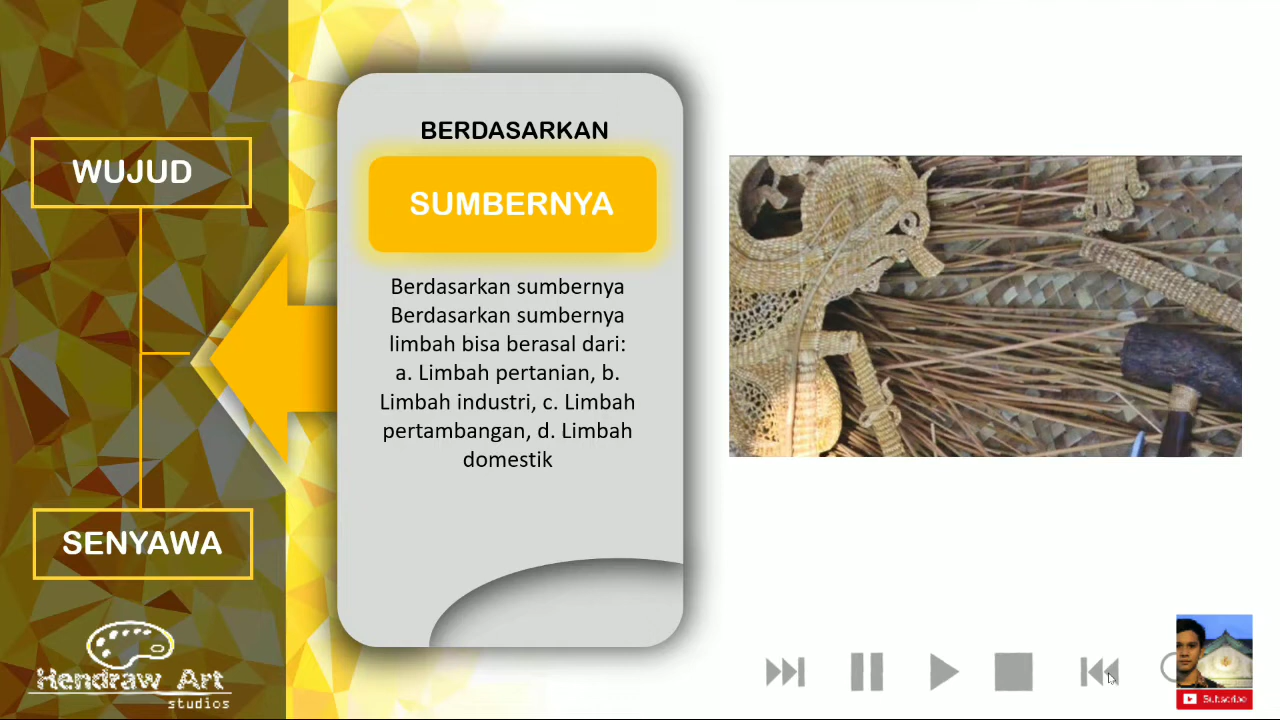 WUJUD
SENYAWA
BERDASARKAN
SUMBERNYA
Berdasarkan sumbernya
Berdasarkan sumbernya
limbah bisa berasal dari:
a. Limbah pertanian, b.
Limbah industri, c. Limbah
pertambangan, d. Limbah
domestik
Hendraw Art
studios
Subscribe